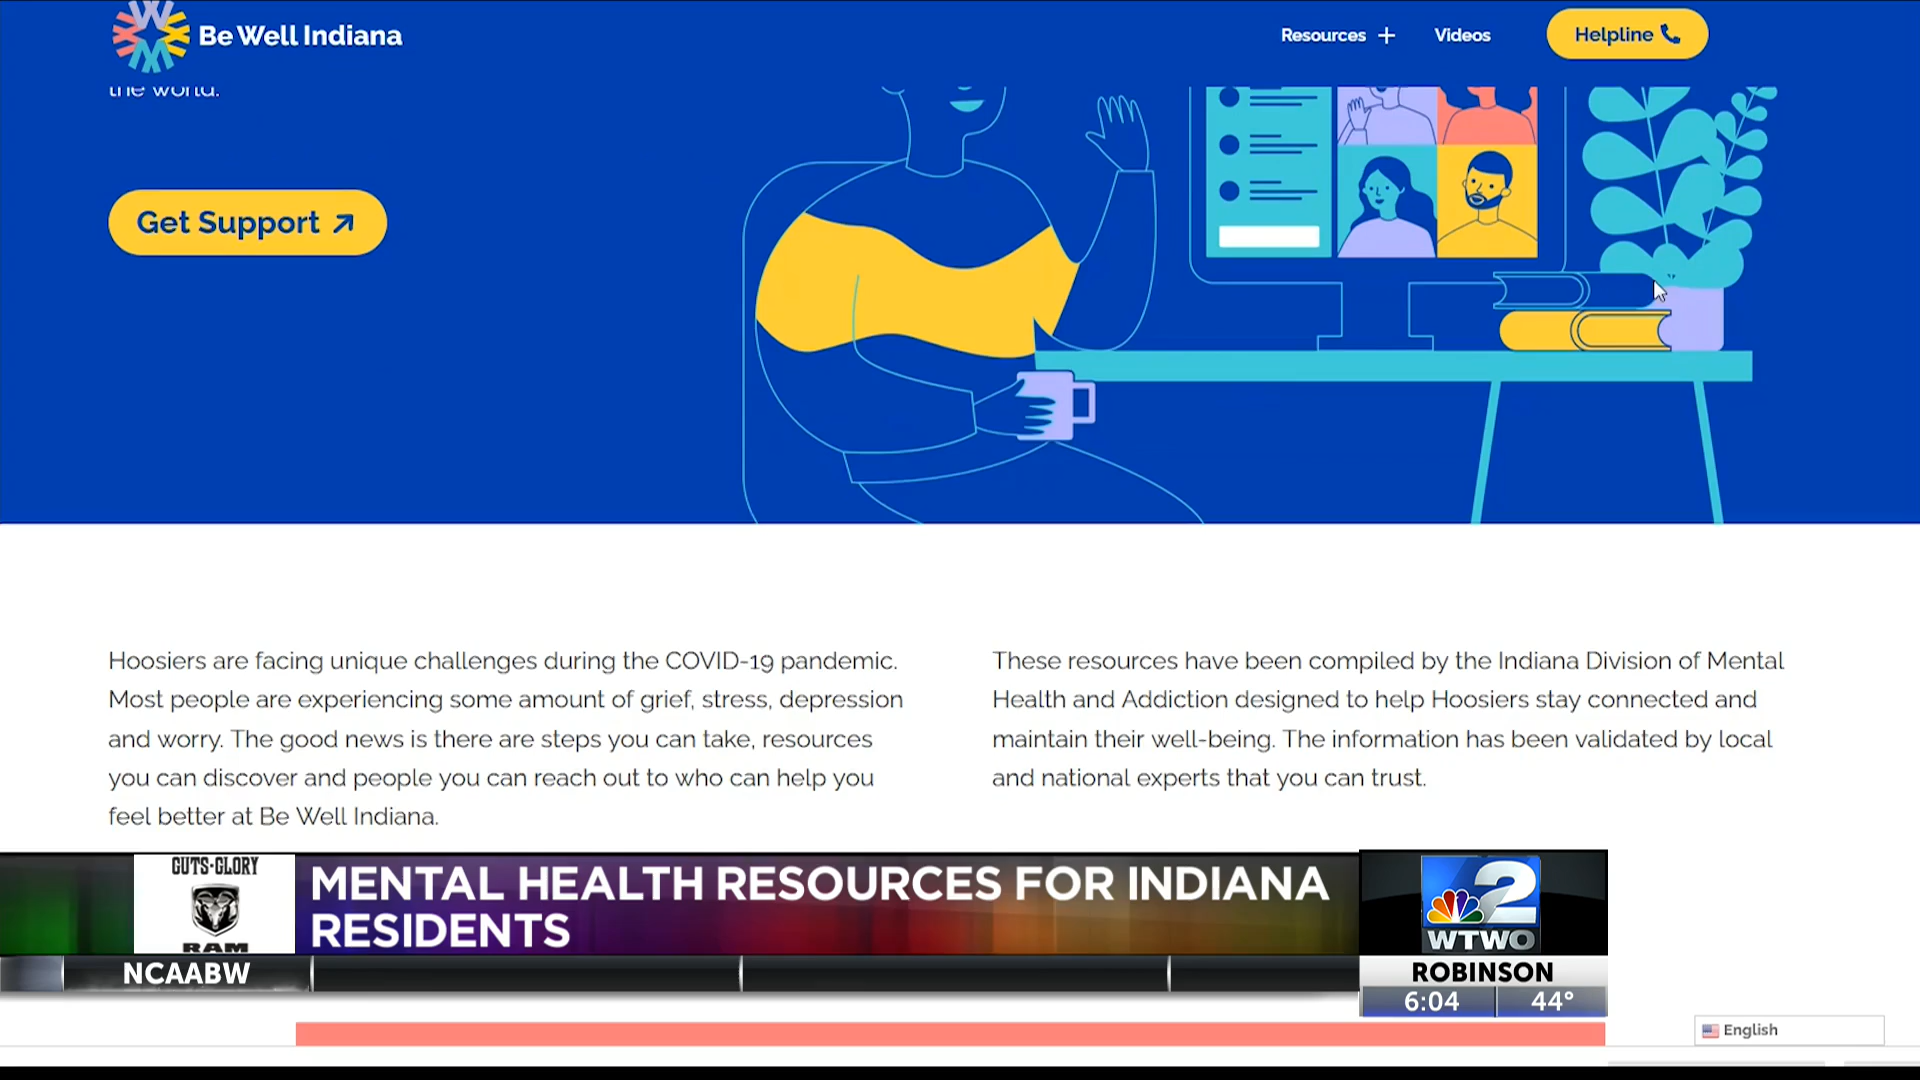 Be Well Indiana
Resources +
Videos
Helpline
the world.
Get Support
Hoosiers are facing unique challenges during the COVID-19 pandemic.
Most people are experiencing some amount of grief, stress, depression
and worry. The good news is there are steps you can take, resources
you can discover and people you can reach out to who can help you
feel better at Be Well Indiana.
These resources have been compiled by the Indiana Division of Mental
Health and Addiction designed to help Hoosiers stay connected and
maintain their well-being. The information has been validated by local
and national experts that you can trust.
GUTS·GLORY
RAM
MENTAL HEALTH RESOURCES FOR INDIANA
RESIDENTS
2
WTWO
NCAABW
ROBINSON
6:04
44°
English